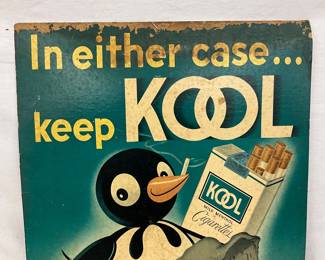 In either case...
keep KOOL
KOOL
Cigarettes